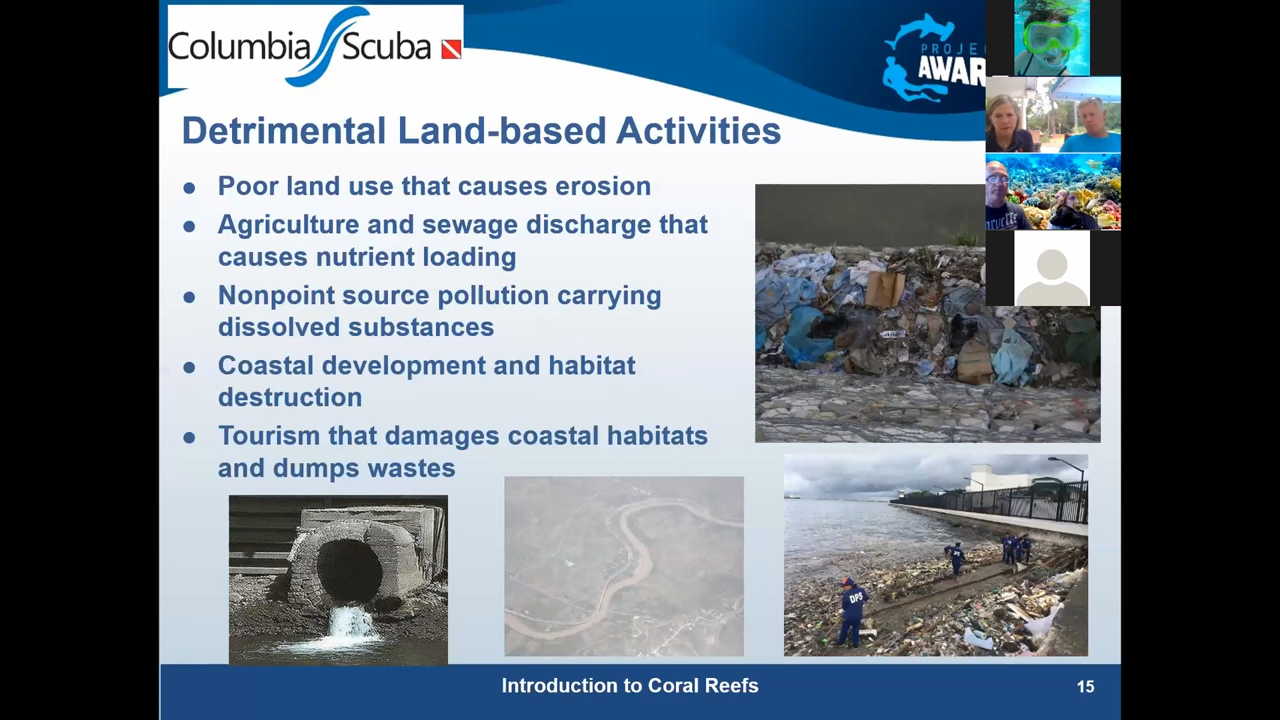 Columbia Scuba
PROJE
AWAR
Detrimental Land-based Activities
● Poor land use that causes erosion
● Agriculture and sewage discharge that
causes nutrient loading
● Nonpoint source pollution carrying
dissolved substances
● Coastal development and habitat
destruction
● Tourism that damages coastal habitats
and dumps wastes
DPS
Introduction to Coral Reefs
15